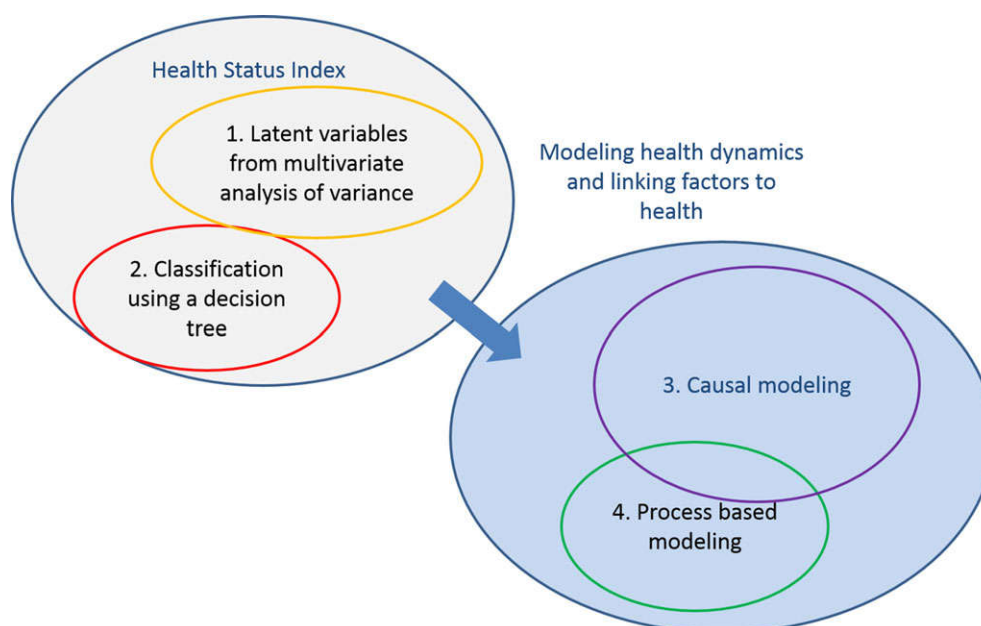 Health Status Index
1. Latent variables
from multivariate
analysis of variance
2. Classification
using a decision
tree
Modeling health dynamics
and linking factors to
health
3. Causal modeling
4. Process based
modeling